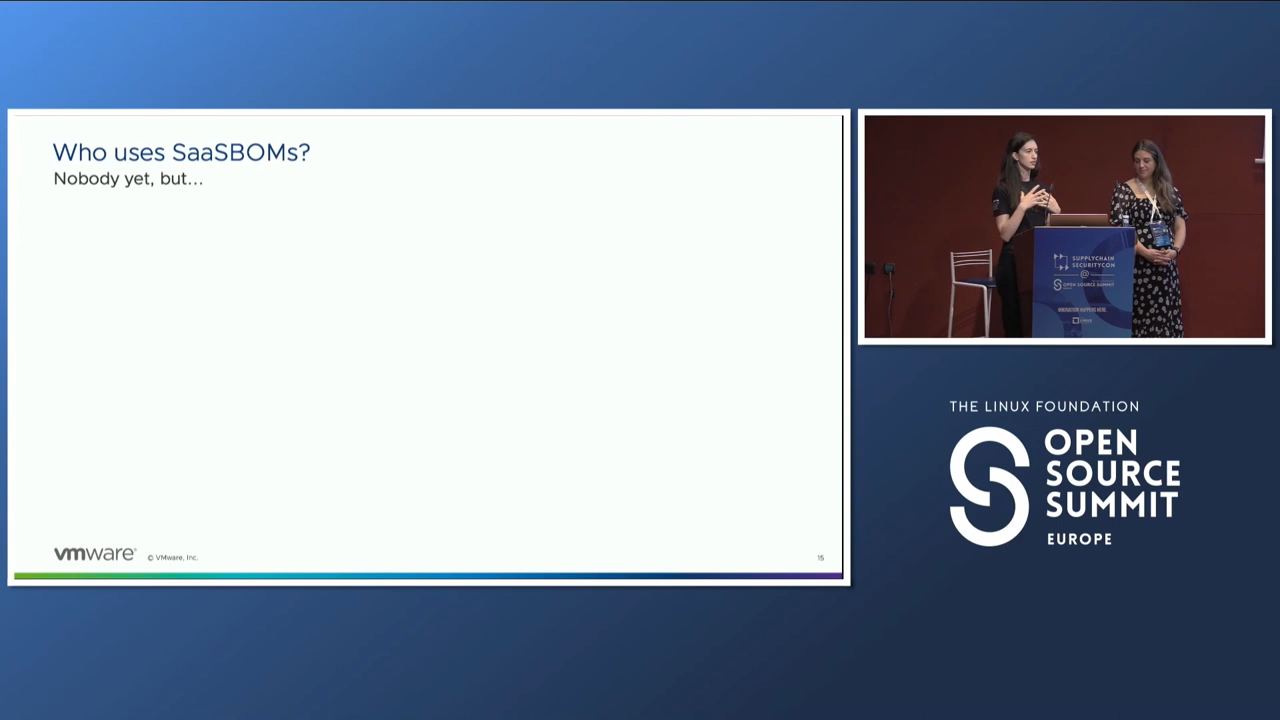 Who uses SaaSBOMs?
Nobody yet, but...
vmware®
© VMware, Inc.
15
SUPPLYCHAIN
SECURITYCON
@
OPEN SOURCE SUMMIT
THE LINUX FOUNDATION
OPEN
SOURCE
SUMMIT
EUROPE